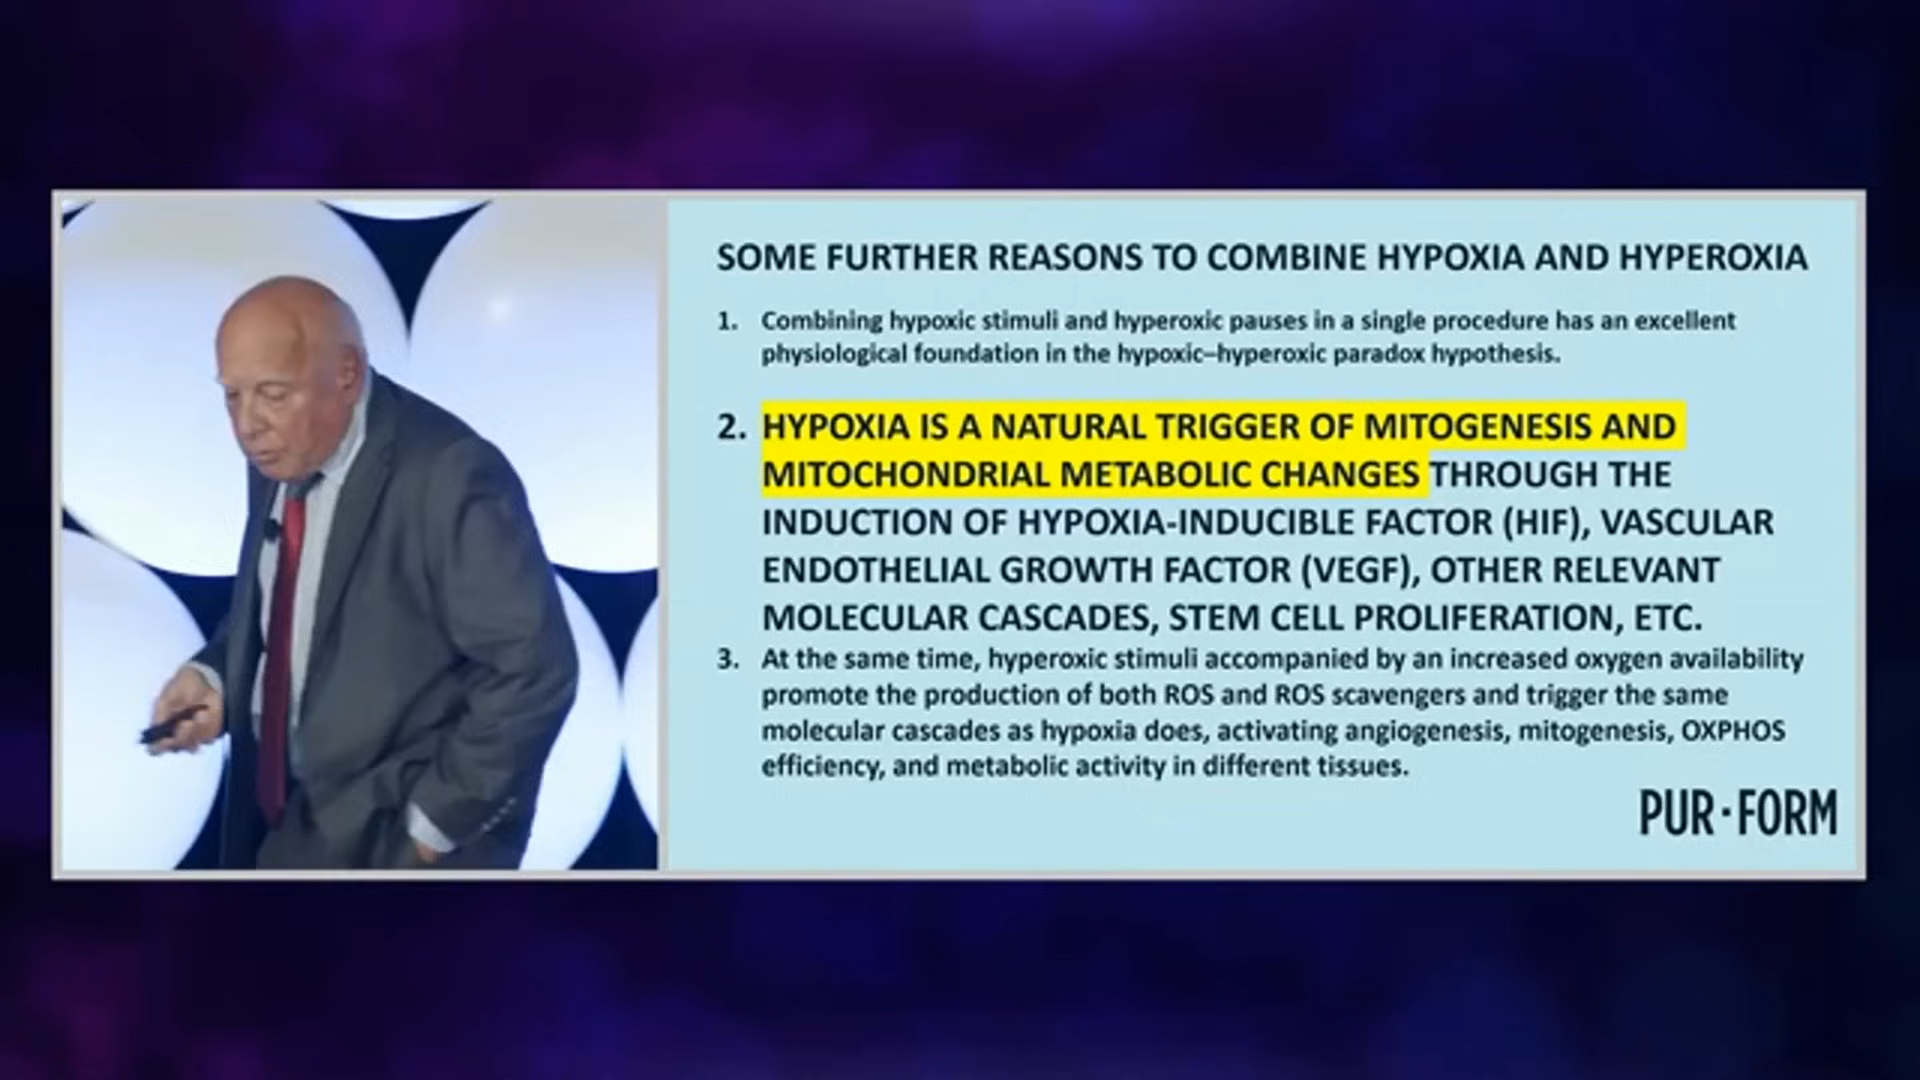 SOME FURTHER REASONS TO COMBINE HYPOXIA AND HYPEROXIA
1. Combining hypoxic stimuli and hyperoxic pauses in a single procedure has an excellent
physiological foundation in the hypoxic–hyperoxic paradox hypothesis.
2. HYPOXIA IS A NATURAL TRIGGER OF MITOGENESIS AND
MITOCHONDRIAL METABOLIC CHANGES THROUGH THE
INDUCTION OF HYPOXIA-INDUCIBLE FACTOR (HIF), VASCULAR
ENDOTHELIAL GROWTH FACTOR (VEGF), OTHER RELEVANT
MOLECULAR CASCADES, STEM CELL PROLIFERATION, ETC.
3. At the same time, hyperoxic stimuli accompanied by an increased oxygen availability
promote the production of both ROS and ROS scavengers and trigger the same
molecular cascades as hypoxia does, activating angiogenesis, mitogenesis, OXPHOS
efficiency, and metabolic activity in different tissues.
PUR·FORM